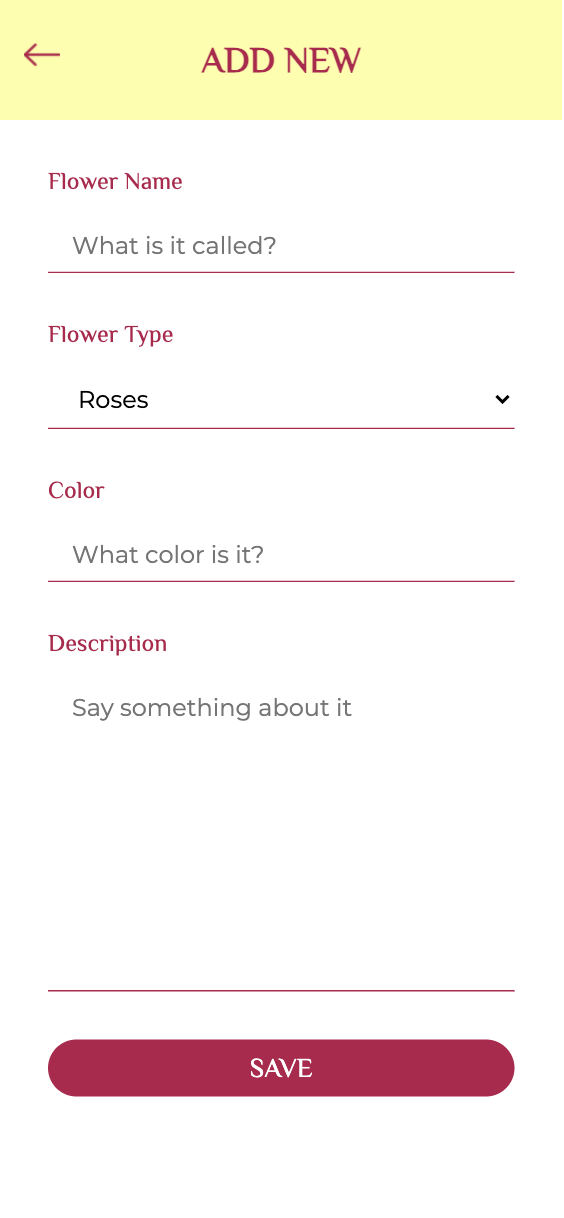 ADD NEW
Flower Name
What is it called?
Flower Type
Roses
Color
What color is it?
Description
Say something about it
SAVE